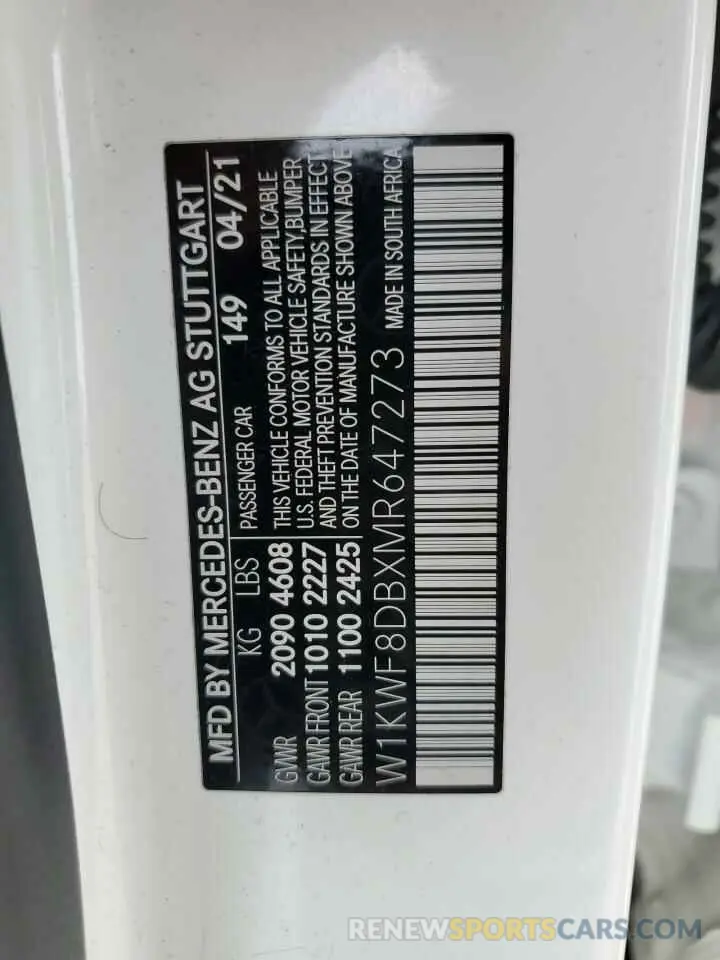 MFD BY MERCEDES-BENZ AG STUTTGART
KG LBS PASSENGER CAR 149 04/21
GVWR 2090 4608 THIS VEHICLE CONFORMS TO ALL APPLICABLE
GAWR FRONT 1010 2227 U.S. FEDERAL MOTOR VEHICLE SAFETY,BUMPER
GAWR REAR 1100 2425 AND THEFT PREVENTION STANDARDS IN EFFECT
ON THE DATE OF MANUFACTURE SHOWN ABOVE
W1KWF8DBXMR647273 MADE IN SOUTH AFRICA
RENEWSPORTSCARS.COM